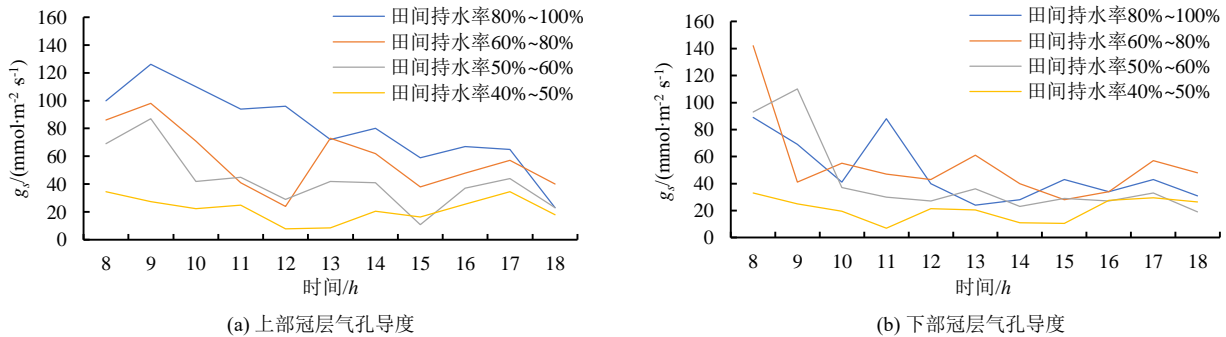 田间持水率80%~100%
田间持水率60%~80%
田间持水率50%~60%
田间持水率40%~50%
160
140
120
100
80
60
40
20
0
gs/(mmol·m-2 s-1)
8 9 10 11 12 13 14 15 16 17 18
时间/h
(a) 上部冠层气孔导度
田间持水率80%~100%
田间持水率60%~80%
田间持水率50%~60%
田间持水率40%~50%
160
140
120
100
80
60
40
20
0
gs/(mmol·m-2 s-1)
8 9 10 11 12 13 14 15 16 17 18
时间/h
(b) 下部冠层气孔导度